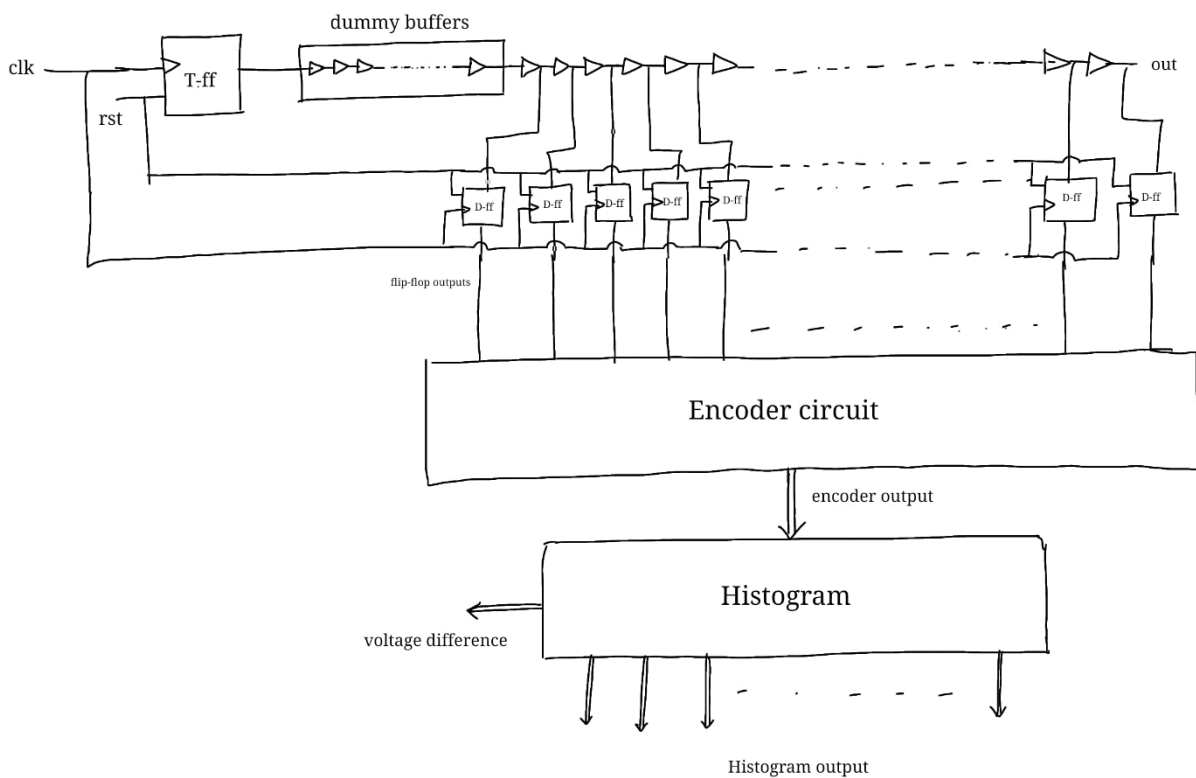 dummy buffers
clk
T-ff
out
rst
D-ff
D-ff
D-ff
D-ff
D-ff
D-ff
D-ff
flip-flop outputs
Encoder circuit
encoder output
Histogram
voltage difference
Histogram output